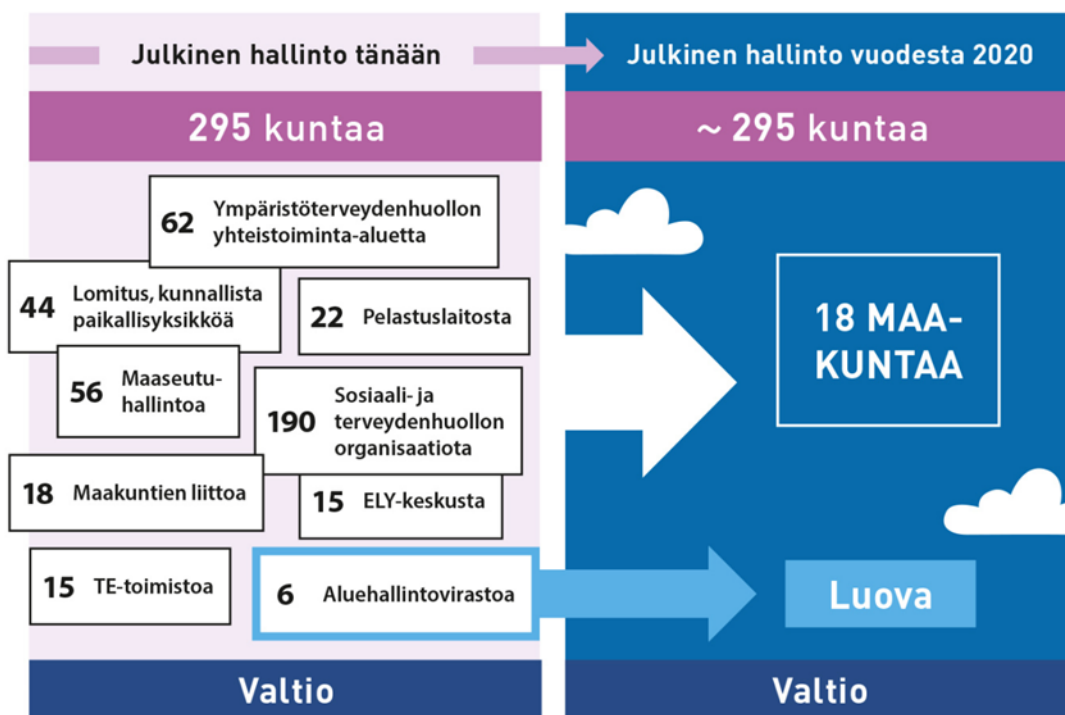 Julkinen hallinto tänään
295 kuntaa
62 Ympäristöterveydenhuollon
yhteistoiminta-aluetta
44 Lomitus, kunnallista
paikallisyksikköä
22 Pelastuslaitosta
56 Maaseutu-
hallintoa
190 Sosiaali- ja
terveydenhuollon
organisaatiota
18 Maakuntien liittoa
15 ELY-keskusta
15 TE-toimistoa
6 Aluehallintovirastoa
Valtio
Julkinen hallinto vuodesta 2020
~ 295 kuntaa
18 MAA-
KUNTAA
Luova
Valtio